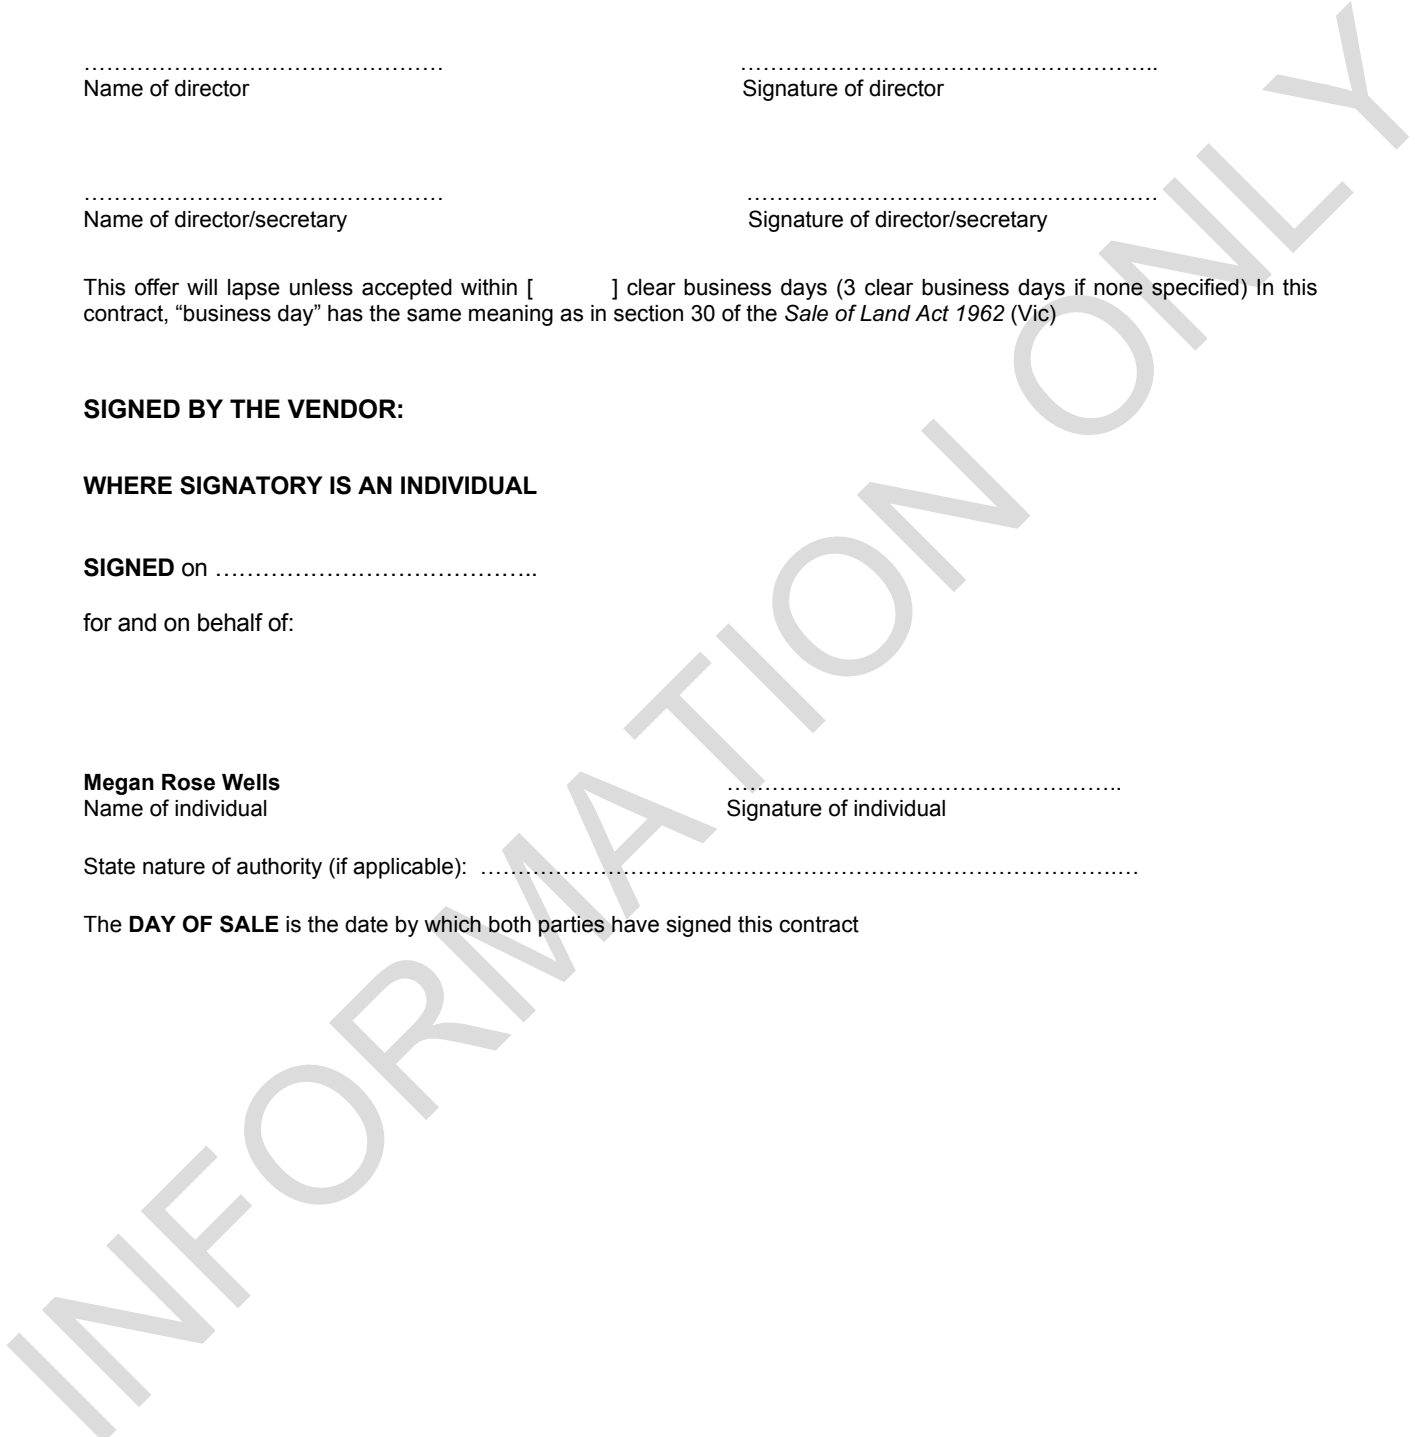 …………………………………………    ………………………………………………..
Name of director    Signature of director
…………………………………………    ……………………………………………….
Name of director/secretary    Signature of director/secretary
This offer will lapse unless accepted within [    ] clear business days (3 clear business days if none specified) In this
contract, “business day” has the same meaning as in section 30 of the Sale of Land Act 1962 (Vic)
SIGNED BY THE VENDOR:
WHERE SIGNATORY IS AN INDIVIDUAL
SIGNED on …………………………………..
for and on behalf of:
Megan Rose Wells    ……………………………………………..
Name of individual    Signature of individual
State nature of authority (if applicable): ………………………………………………………………………….…
The DAY OF SALE is the date by which both parties have signed this contract
INFORMATION ONLY